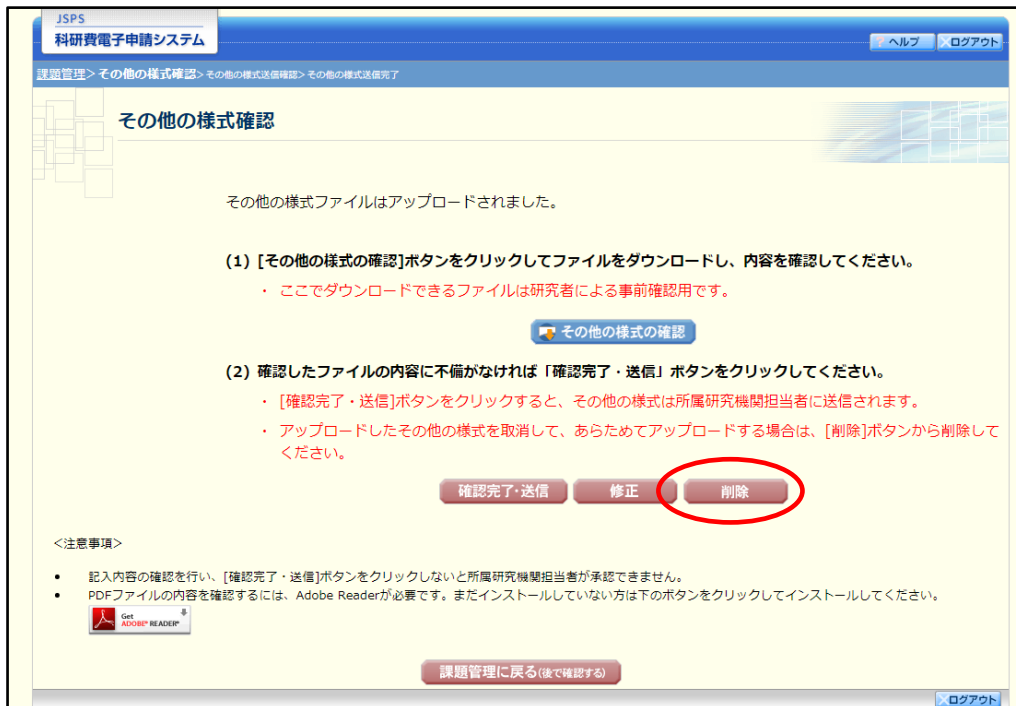 JSPS
科研費電子申請システム
? ヘルプ
×ログアウト
課題管理> その他の様式確認> その他の様式送信確認> その他の様式送信完了
その他の様式確認
その他の様式ファイルはアップロードされました。
(1) [その他の様式の確認]ボタンをクリックしてファイルをダウンロードし、内容を確認してください。
・ ここでダウンロードできるファイルは研究者による事前確認用です。
その他の様式の確認
(2) 確認したファイルの内容に不備がなければ「確認完了・送信」ボタンをクリックしてください。
・ [確認完了・送信]ボタンをクリックすると、その他の様式は所属研究機関担当者に送信されます。
・ アップロードしたその他の様式を取消して、あらためてアップロードする場合は、[削除]ボタンから削除して
ください。
確認完了・送信
修正
削除
<注意事項>
• 記入内容の確認を行い、[確認完了・送信]ボタンをクリックしないと所属研究機関担当者が承認できません。
• PDFファイルの内容を確認するには、Adobe Readerが必要です。まだインストールしていない方は下のボタンをクリックしてインストールしてください。
Get
ADOBE® READER®
課題管理に戻る(後で確認する)
×ログアウト